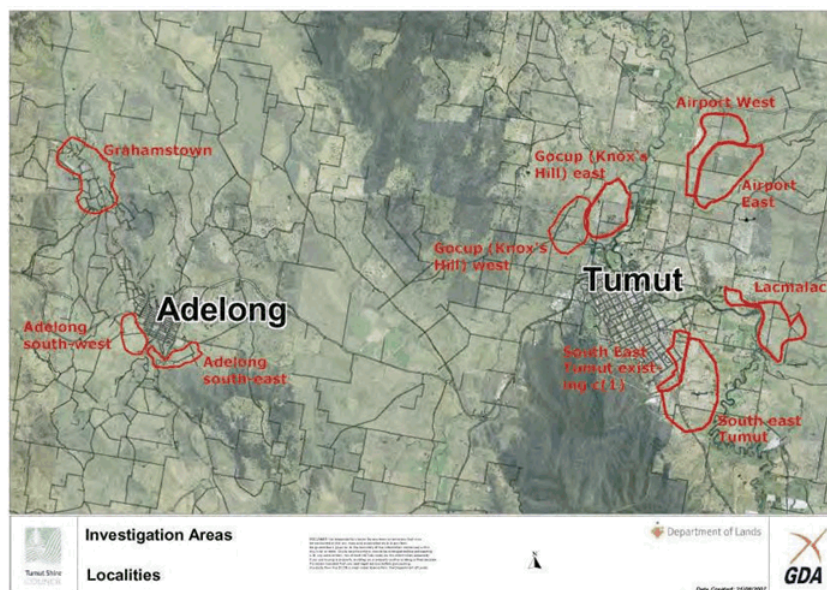 Airport West
Grahamstown
Gocup (Knox's
Hill) east
Airport
East
Gocup (Knox's
Hill) west
Tumut
Lacmalac
Adelong
Adelong
south-west
South East
Tumut exist-
ing c(1)
Adelong
south-east
South east
Tumut
Investigation Areas
Localities
Tumut Shire
COUNCIL
N
Department of Lands
GDA